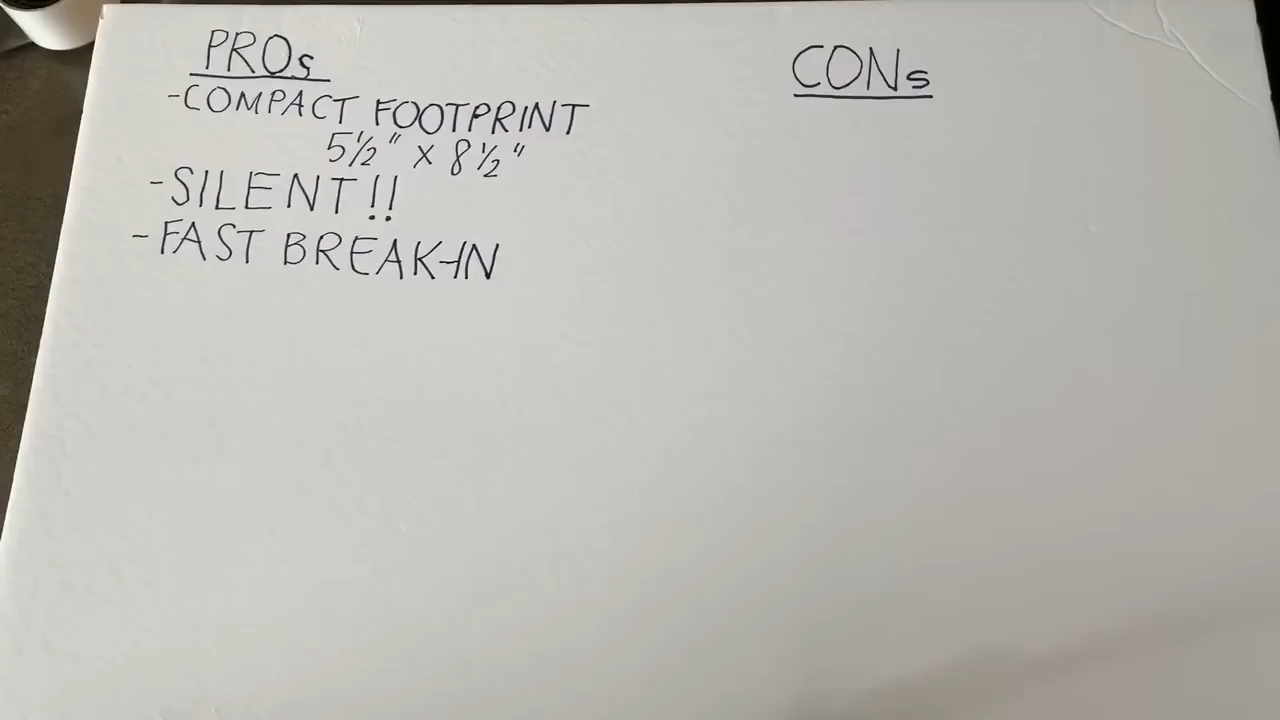 PROs
-COMPACT FOOTPRINT
5½" X 8½"
-SILENT!!
-FAST BREAK-IN
CONs